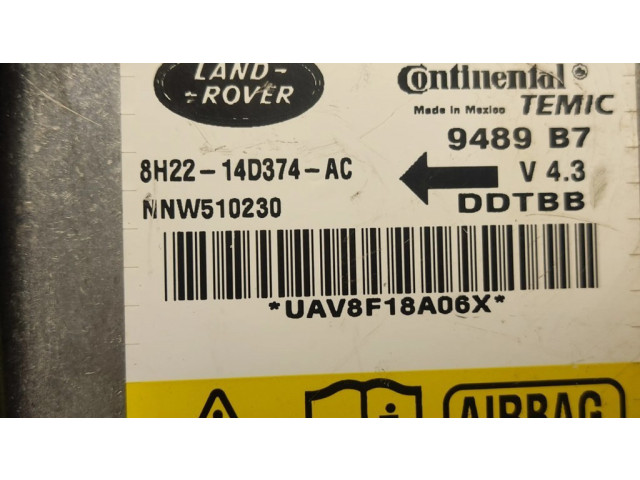 LAND-
-ROVER
Continental
Made in Mexico TEMIC
9489 B7
8H22-14D374-AC
V 4.3
NNW510230
DDTBB
*UAV8F18A06X*
AIRBAG